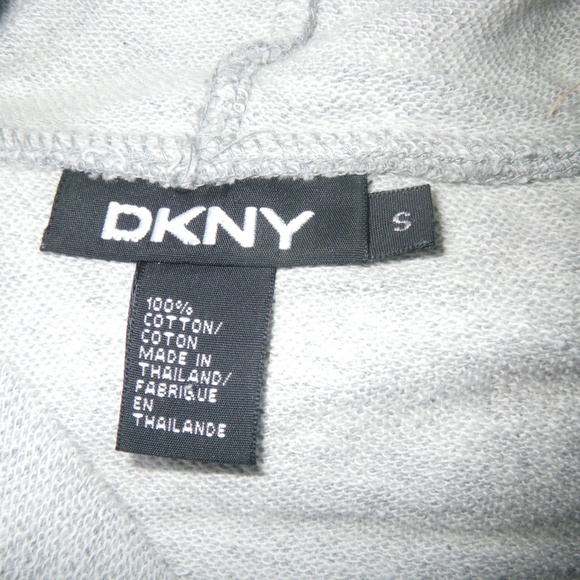 DKNY
S
100%
COTTON/
COTON
MADE IN
THAILAND/
FABRIQUE
EN
THAILANDE